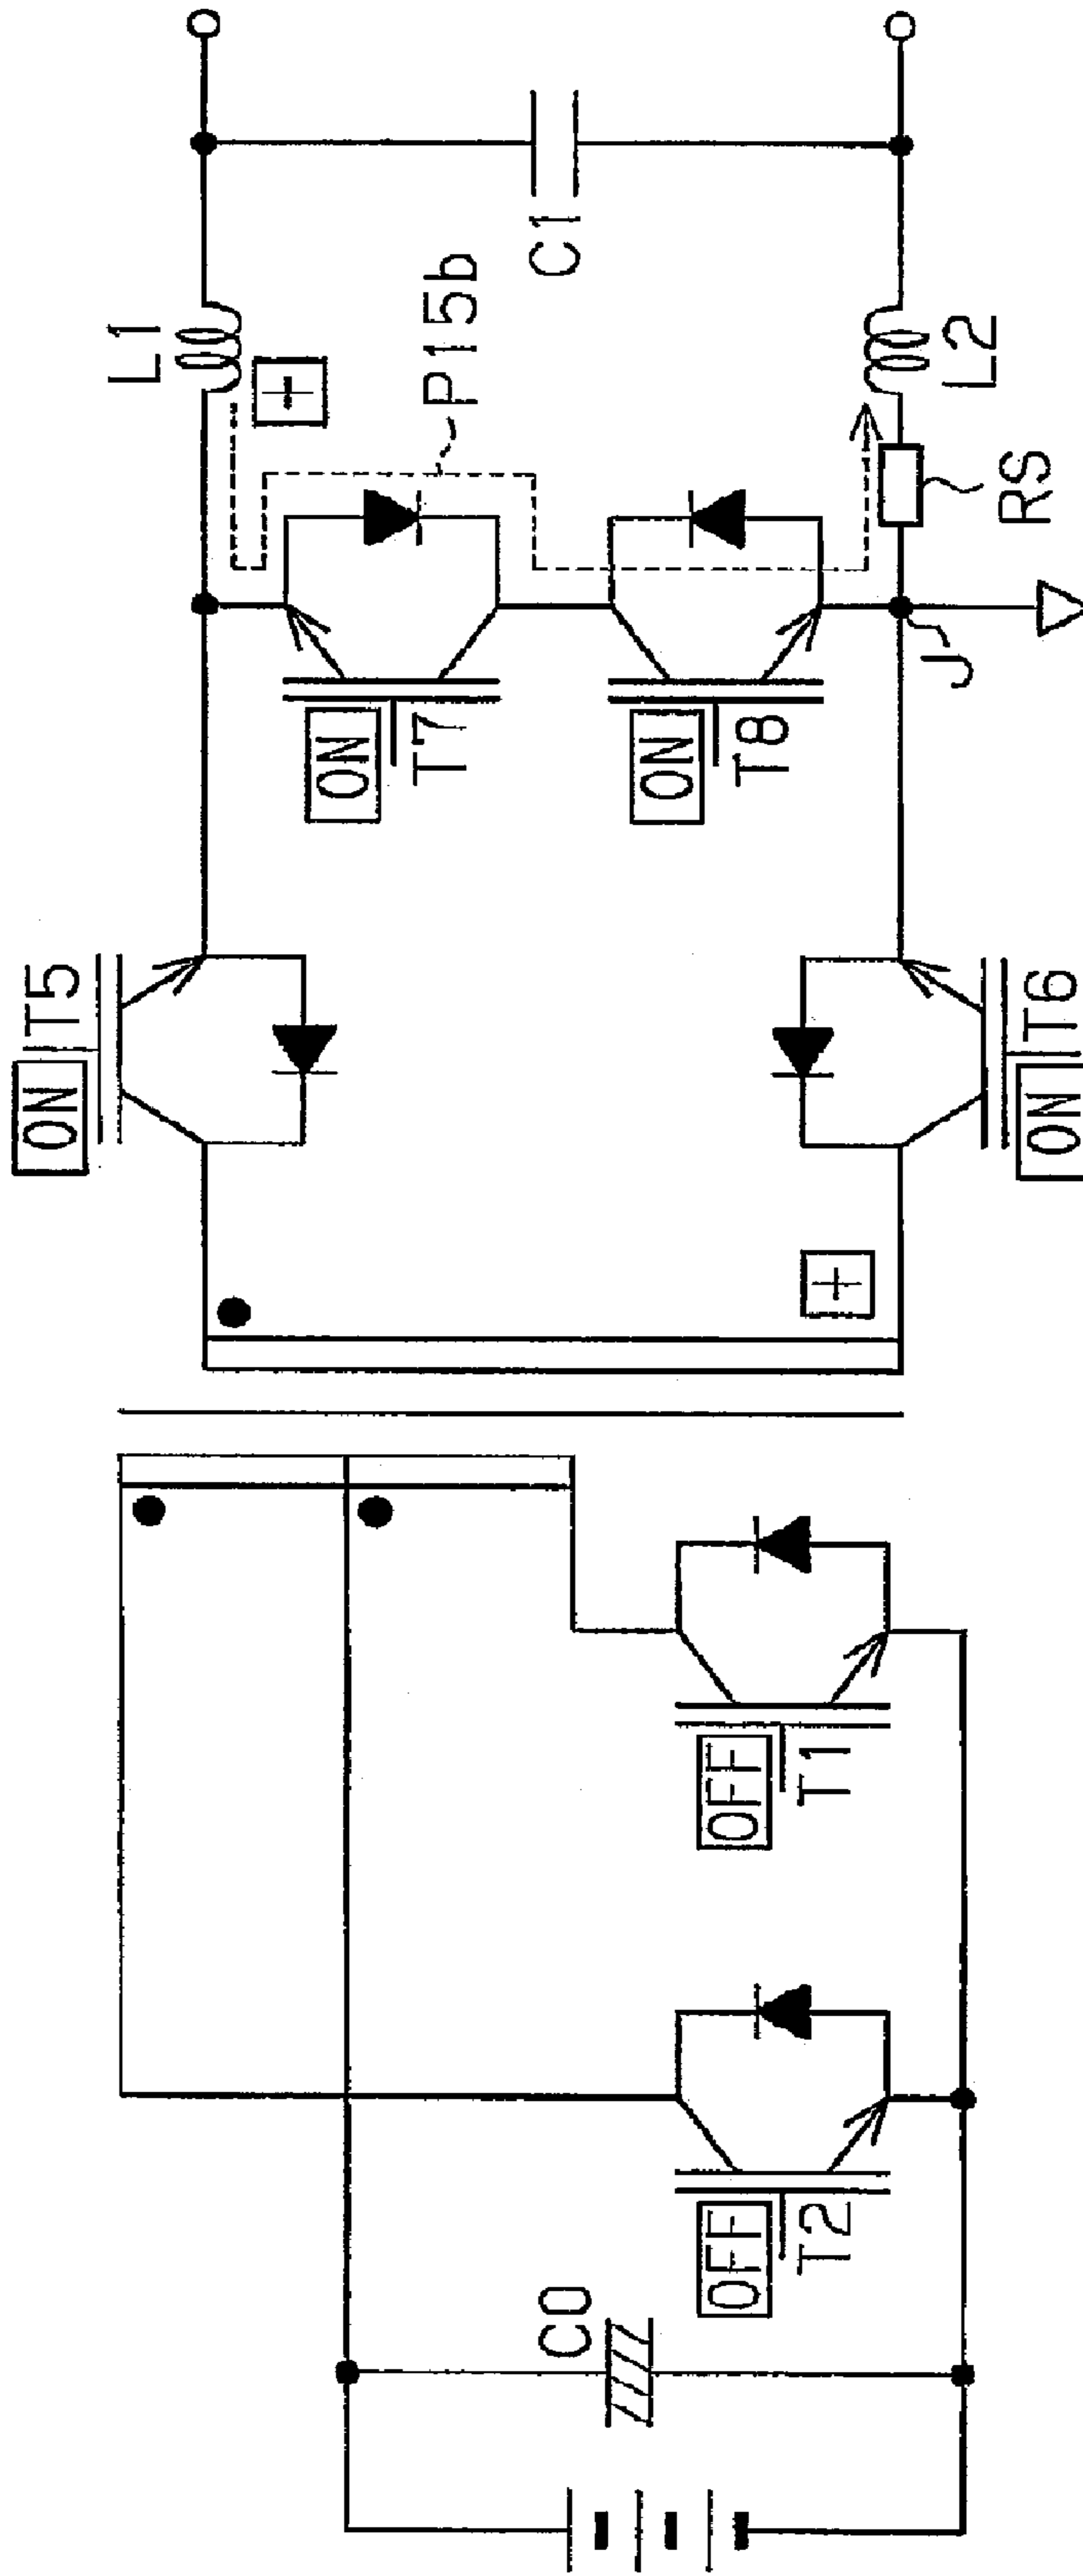 C0
OFF
T2
OFF
T1
ON
T5
+
ON
T6
ON
T7
ON
T8
J
L1
+
P15b
RS
L2
C1